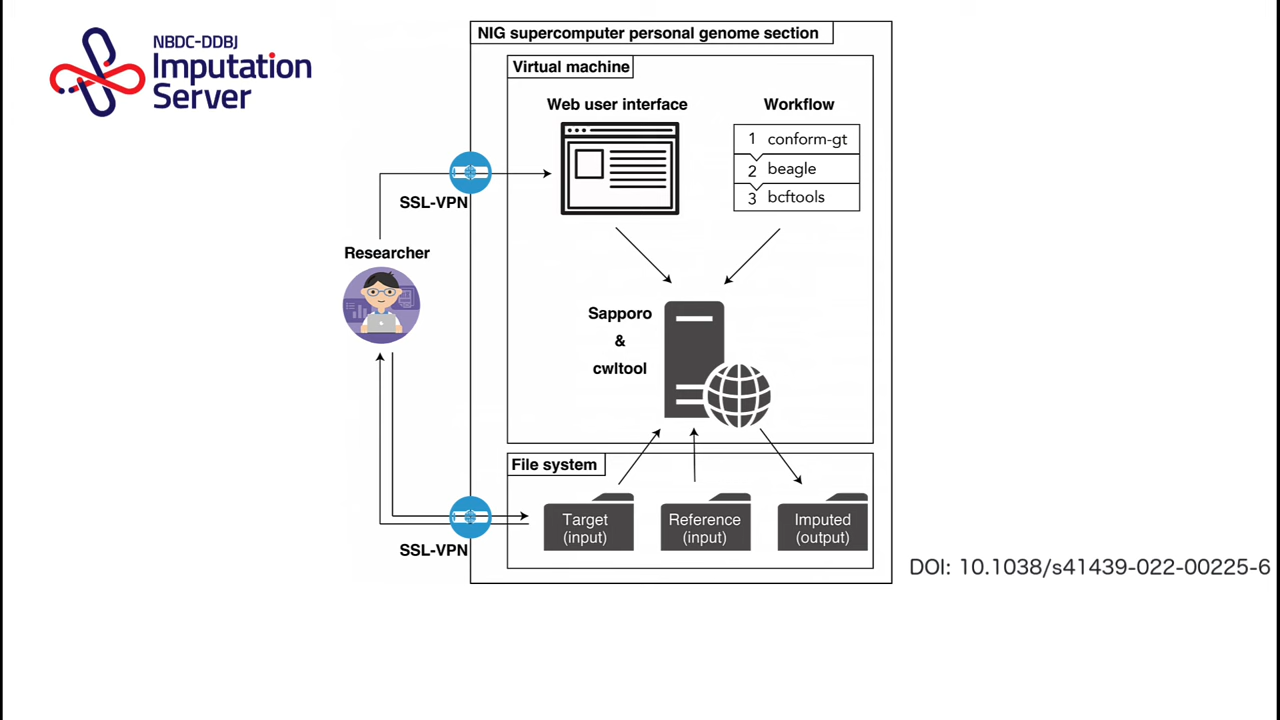 NBDC-DDBJ
Imputation
Server
NIG supercomputer personal genome section
Virtual machine
Web user interface
Workflow
1 conform-gt
2 beagle
3 bcftools
SSL-VPN
Researcher
Sapporo
&
cwltool
File system
Target
(input)
Reference
(input)
Imputed
(output)
SSL-VPN
DOI: 10.1038/s41439-022-00225-6